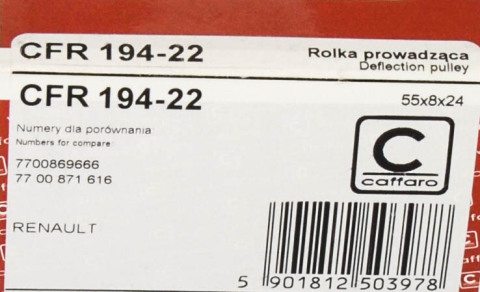 CFR 194-22 Rolka prowadząca
Deflection pulley
CFR 194-22 55x8x24
Numery dla porównania
Numbers for compare:
7700869666
77 00 871 616
C
caffaro
RENAULT
5 901812 503978